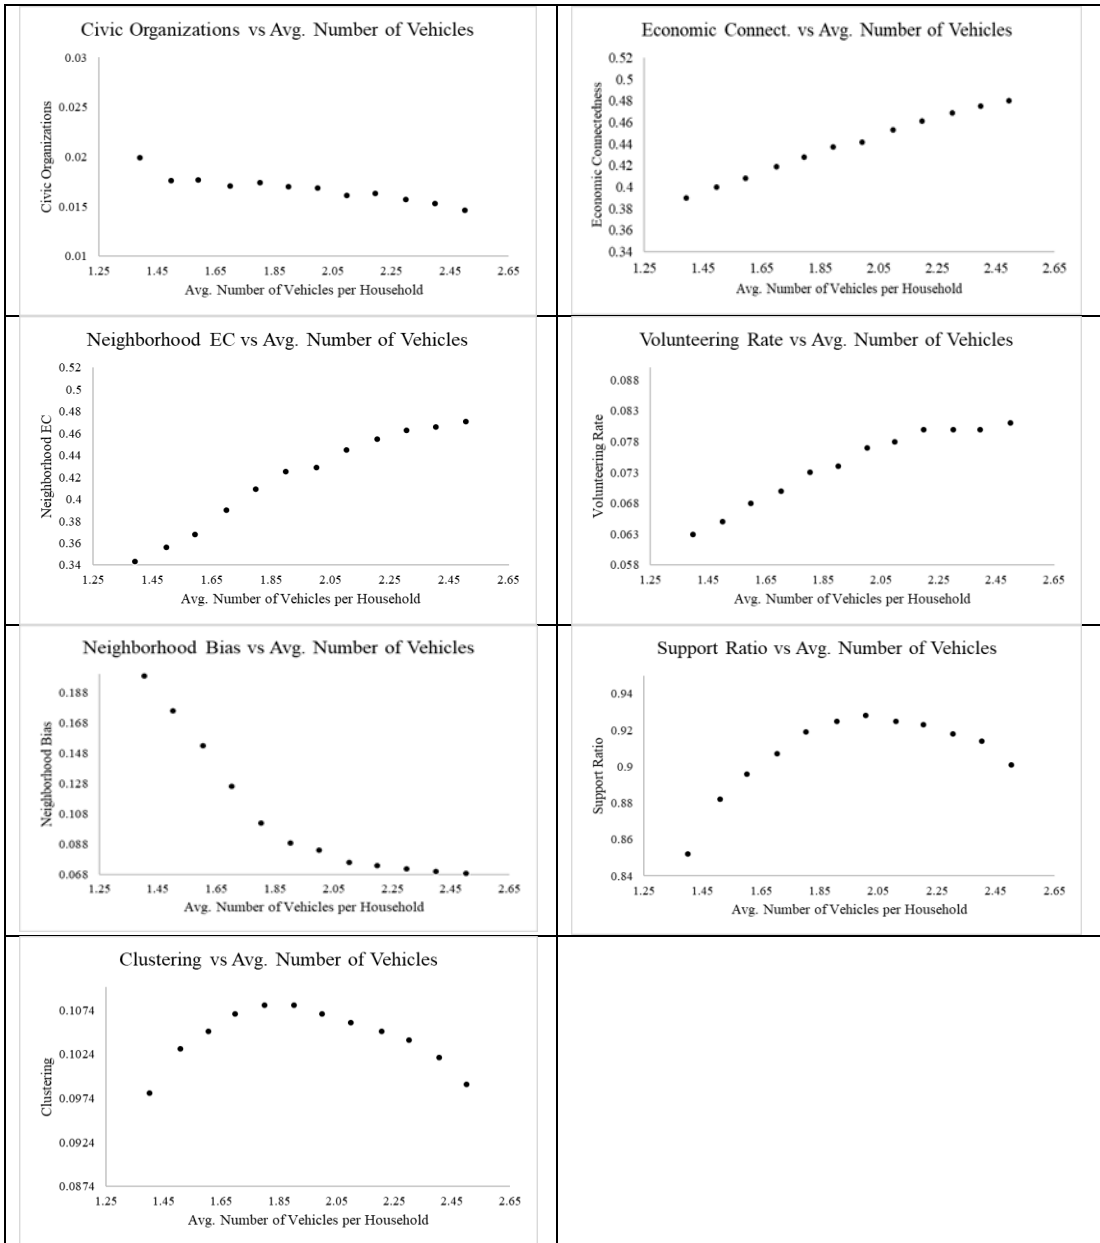 Civic Organizations vs Avg. Number of Vehicles
0.03
0.025
0.02
0.015
0.01
Civic Organizations
1.25 1.45 1.65 1.85 2.05 2.25 2.45 2.65
Avg. Number of Vehicles per Household
Economic Connect. vs Avg. Number of Vehicles
0.52
0.5
0.48
0.46
0.44
0.42
0.4
0.38
0.36
0.34
Economic Connectedness
1.25 1.45 1.65 1.85 2.05 2.25 2.45 2.65
Avg. Number of Vehicles per Household
Neighborhood EC vs Avg. Number of Vehicles
0.52
0.5
0.48
0.46
0.44
0.42
0.4
0.38
0.36
0.34
Neighborhood EC
1.25 1.45 1.65 1.85 2.05 2.25 2.45 2.65
Avg. Number of Vehicles per Household
Volunteering Rate vs Avg. Number of Vehicles
0.088
0.083
0.078
0.073
0.068
0.063
0.058
Volunteering Rate
1.25 1.45 1.65 1.85 2.05 2.25 2.45 2.65
Avg. Number of Vehicles per Household
Neighborhood Bias vs Avg. Number of Vehicles
0.188
0.168
0.148
0.128
0.108
0.088
0.068
Neighborhood Bias
1.25 1.45 1.65 1.85 2.05 2.25 2.45 2.65
Avg. Number of Vehicles per Household
Support Ratio vs Avg. Number of Vehicles
0.94
0.92
0.9
0.88
0.86
0.84
Support Ratio
1.25 1.45 1.65 1.85 2.05 2.25 2.45 2.65
Avg. Number of Vehicles per Household
Clustering vs Avg. Number of Vehicles
0.1074
0.1024
0.0974
0.0924
0.0874
Clustering
1.25 1.45 1.65 1.85 2.05 2.25 2.45 2.65
Avg. Number of Vehicles per Household